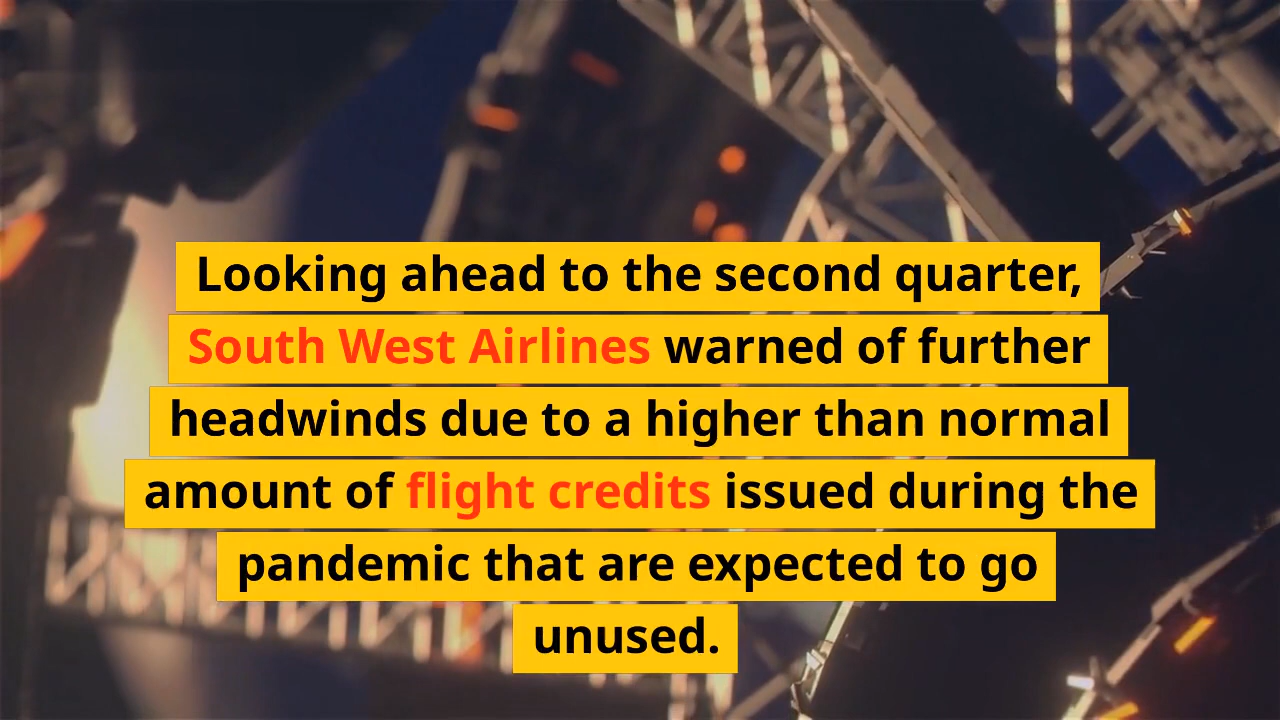 Looking ahead to the second quarter,
South West Airlines warned of further
headwinds due to a higher than normal
amount of flight credits issued during the
pandemic that are expected to go
unused.